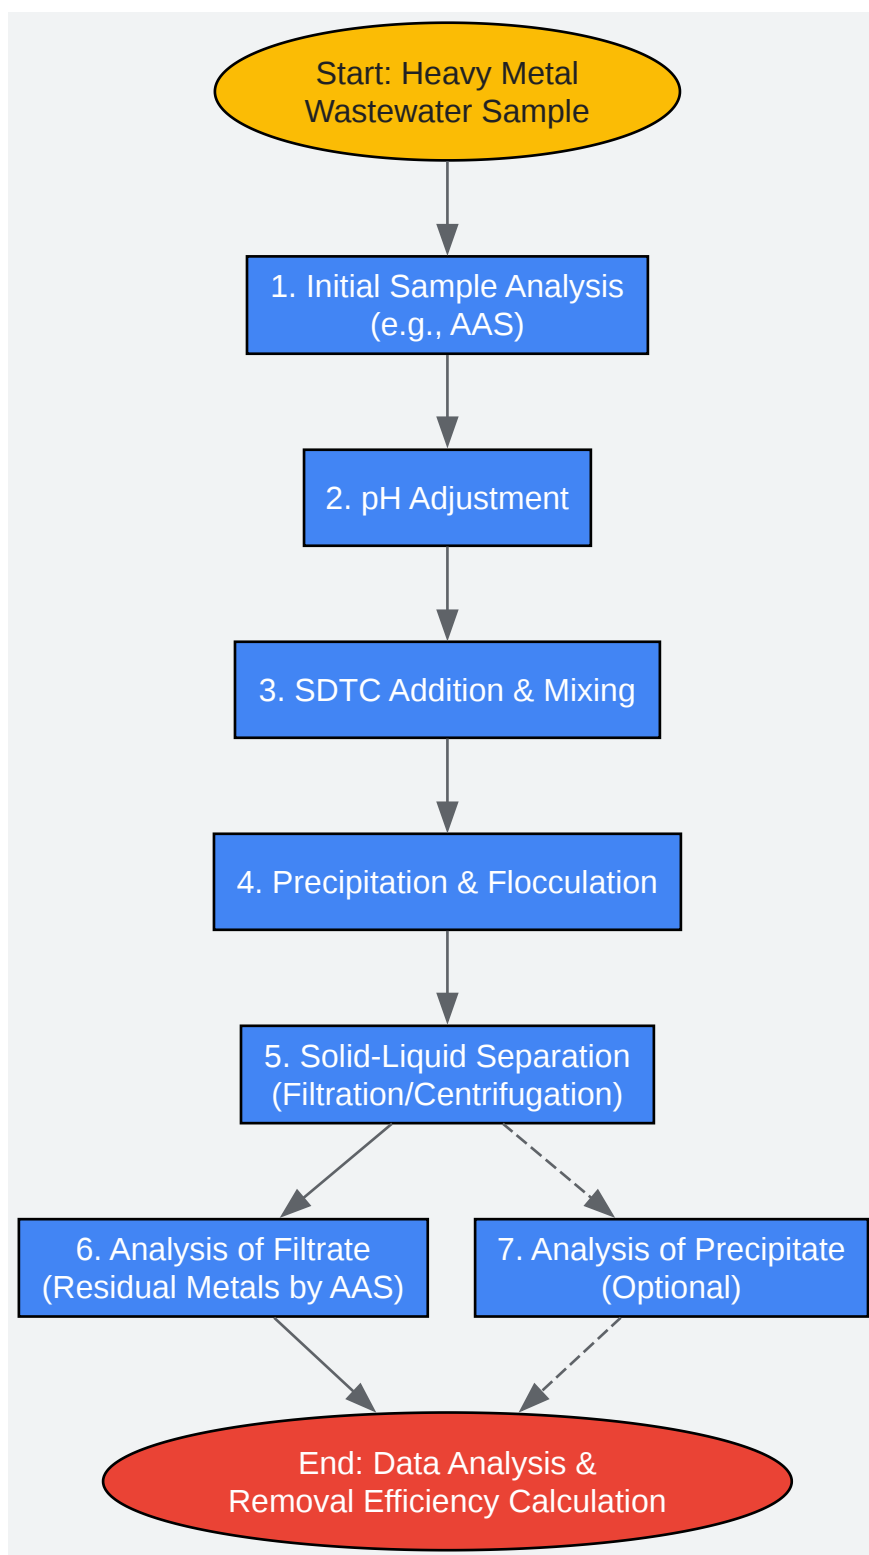 Start: Heavy Metal
Wastewater Sample
1. Initial Sample Analysis
(e.g., AAS)
2. pH Adjustment
3. SDTC Addition & Mixing
4. Precipitation & Flocculation
5. Solid-Liquid Separation
(Filtration/Centrifugation)
6. Analysis of Filtrate
(Residual Metals by AAS)
7. Analysis of Precipitate
(Optional)
End: Data Analysis &
Removal Efficiency Calculation